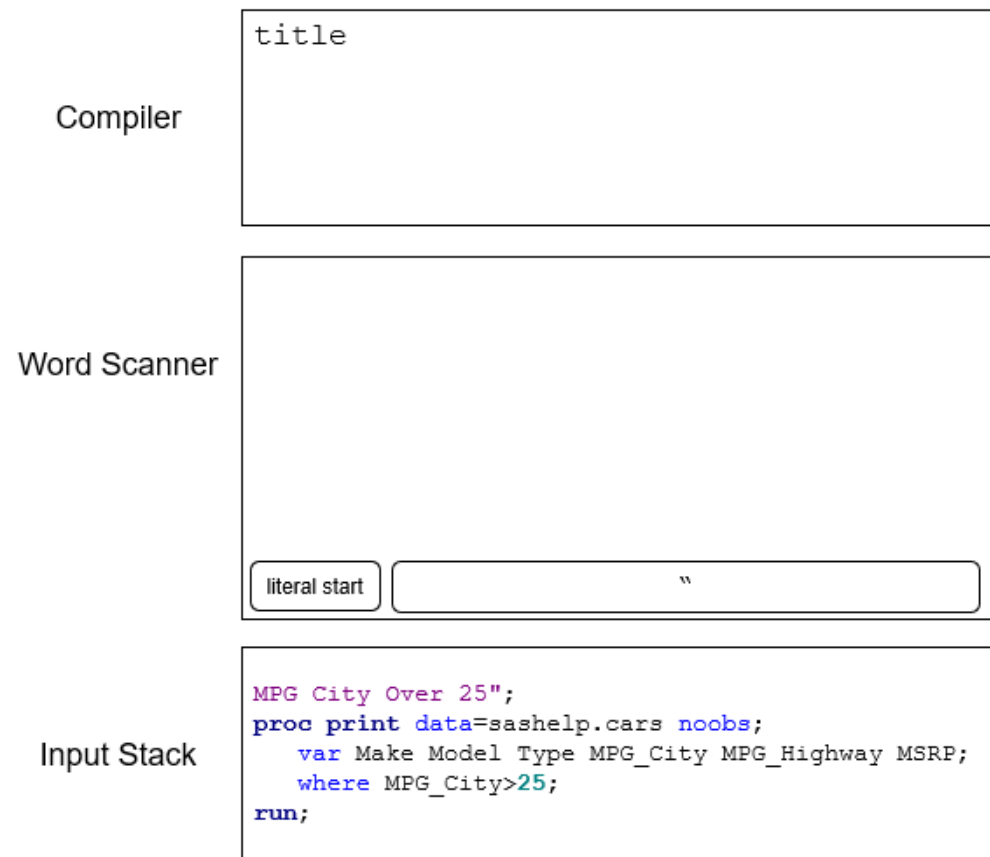 title
Compiler
Word Scanner
literal start
“
MPG City Over 25";
proc print data=sashelp.cars noobs;
   var Make Model Type MPG_City MPG_Highway MSRP;
Input Stack
   where MPG_City>25;
run;